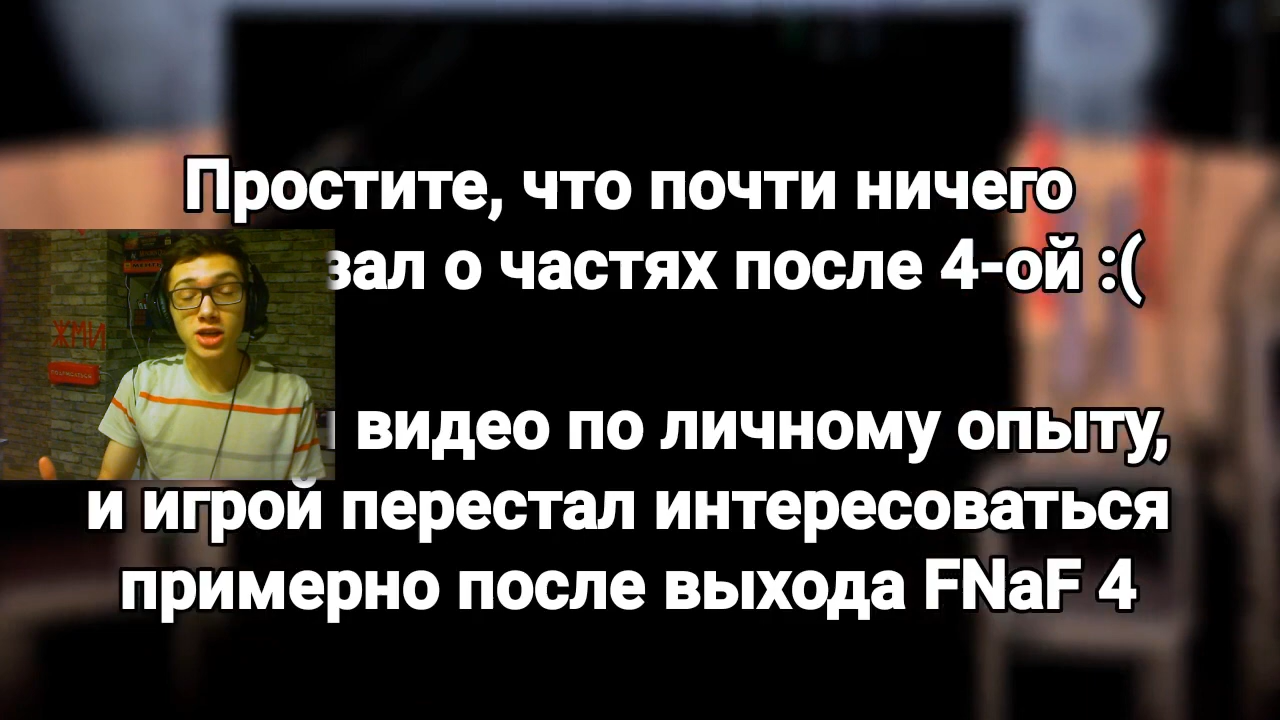 Простите, что почти ничего
зал о частях после 4-ой :(
видео по личному опыту,
и игрой перестал интересоваться
примерно после выхода FNaF 4
ЖМИ